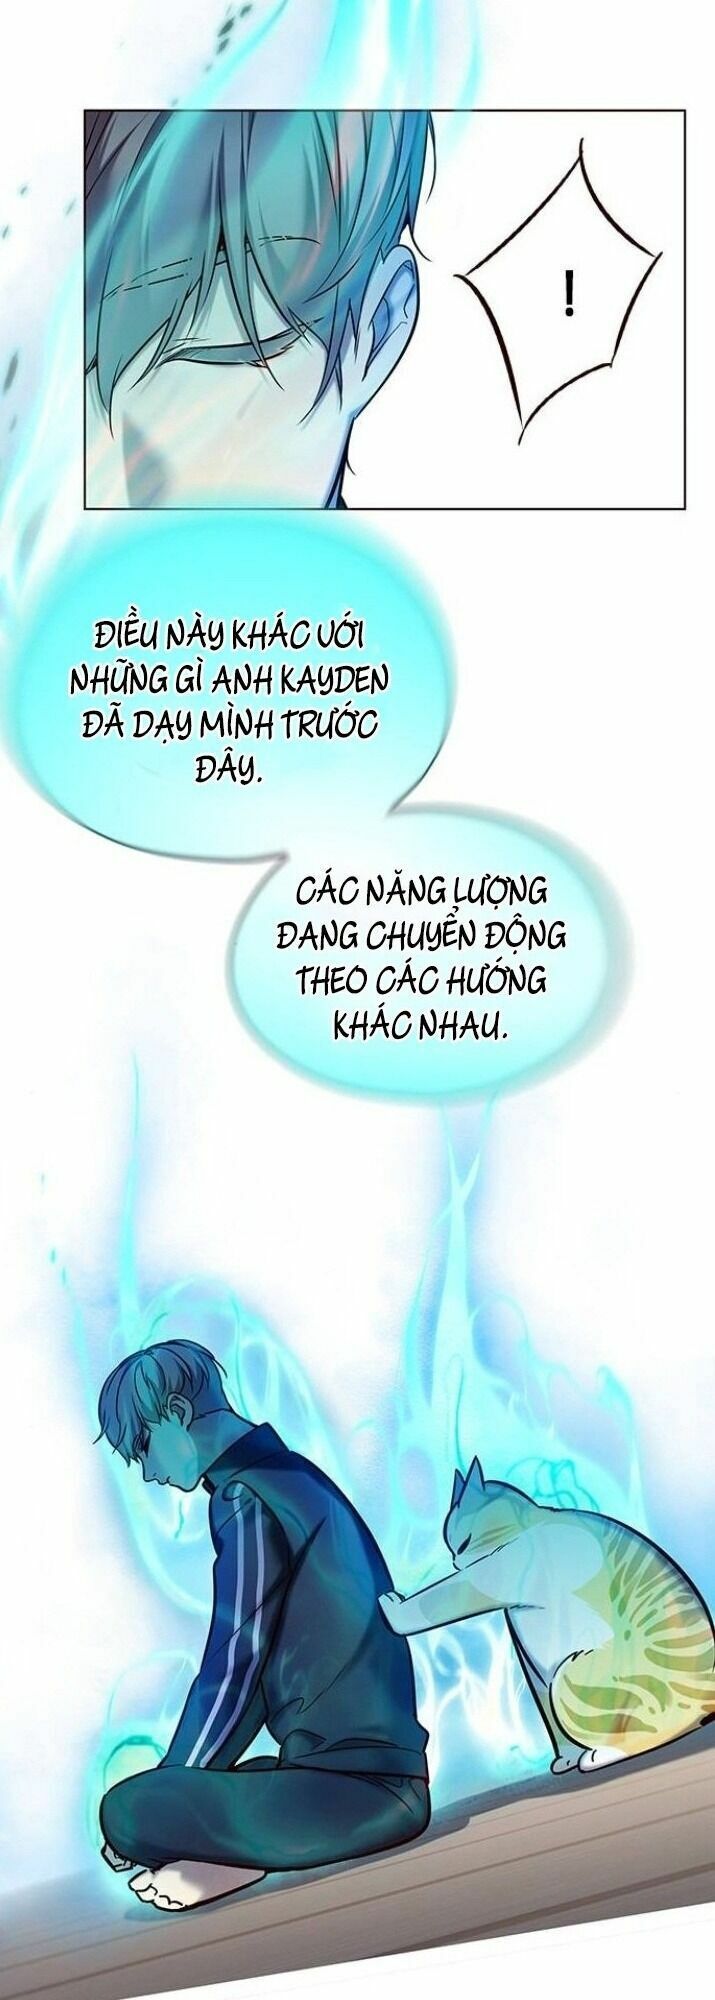 !
ĐIỀU NÀY KHÁC VỚI
NHỮNG GÌ ANH KAYDEN
ĐÃ DẠY MÌNH TRƯỚC
ĐÂY.
CÁC NĂNG LƯỢNG
ĐANG CHUYỂN ĐỘNG
THEO CÁC HƯỚNG
KHÁC NHAU.